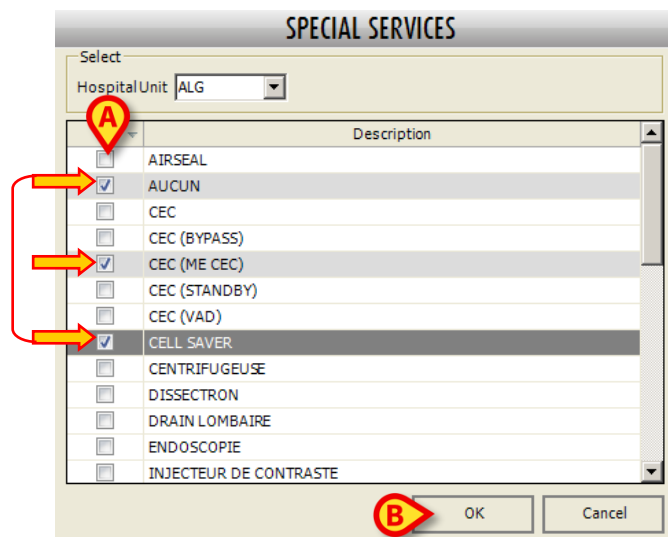 SPECIAL SERVICES
Select
Hospital Unit ALG
A
Description
AIRSEAL
AUCUN
CEC
CEC (BYPASS)
CEC (ME CEC)
CEC (STANDBY)
CEC (VAD)
CELL SAVER
CENTRIFUGEUSE
DISSECTRON
DRAIN LOMBAIRE
ENDOSCOPIE
INJECTEUR DE CONTRASTE
B OK Cancel